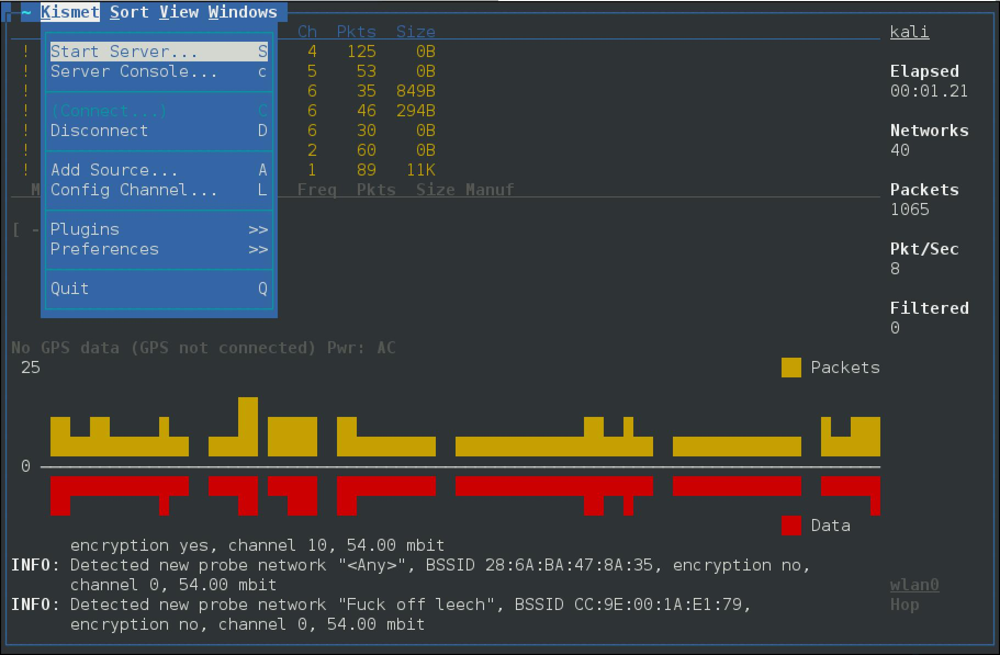 ~ Kismet Sort View Windows
Ch Pkts Size
kali
! Start Server... S 4 125 0B
! Server Console... c 5 53 0B
Elapsed
! 6 35 849B
00:01.21
! (Connect...) C 6 46 294B
! Disconnect D 6 30 0B
Networks
! 2 60 0B
40
! Add Source... A 1 89 11K
M Config Channel... L Freq Pkts Size Manuf
Packets
1065
[ - Plugins >>
Preferences >>
Pkt/Sec
8
Quit Q
Filtered
0
No GPS data (GPS not connected) Pwr: AC
25
Packets
0
Data
encryption yes, channel 10, 54.00 mbit
INFO: Detected new probe network "<Any>", BSSID 28:6A:BA:47:8A:35, encryption no,
channel 0, 54.00 mbit
wlan0
INFO: Detected new probe network "Fuck off leech", BSSID CC:9E:00:1A:E1:79,
Hop
encryption no, channel 0, 54.00 mbit